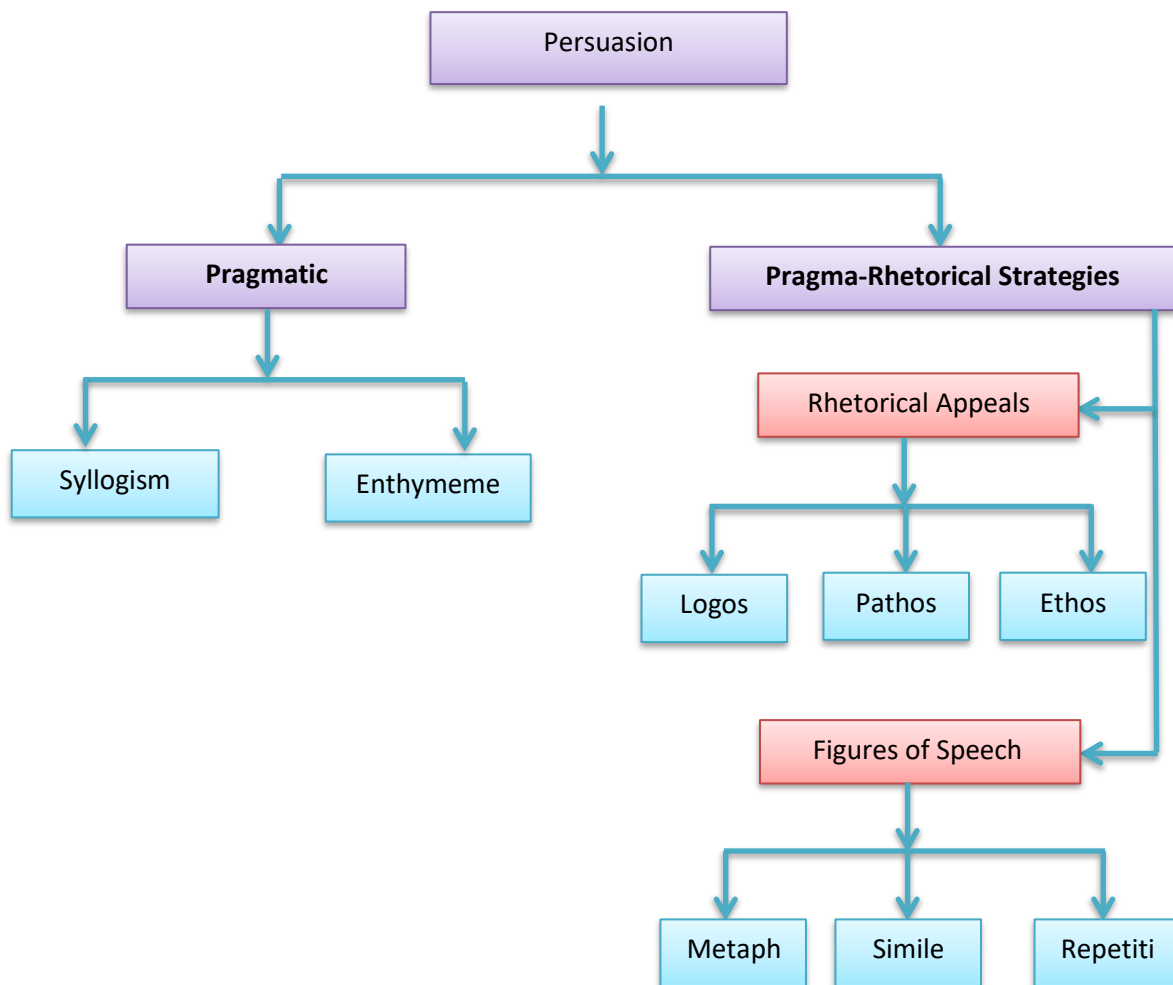 Persuasion
Pragmatic
Pragma-Rhetorical Strategies
Rhetorical Appeals
Syllogism
Enthymeme
Logos
Pathos
Ethos
Figures of Speech
Metaph
Simile
Repetiti